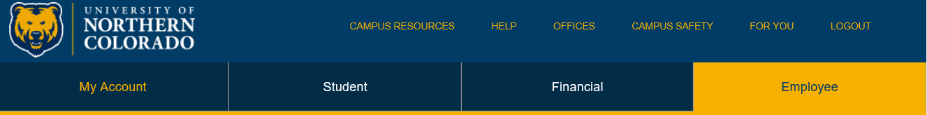 UNIVERSITY OF
NORTHERN
COLORADO
CAMPUS RESOURCES HELP OFFICES CAMPUS SAFETY FOR YOU LOGOUT
My Account Student Financial Employee